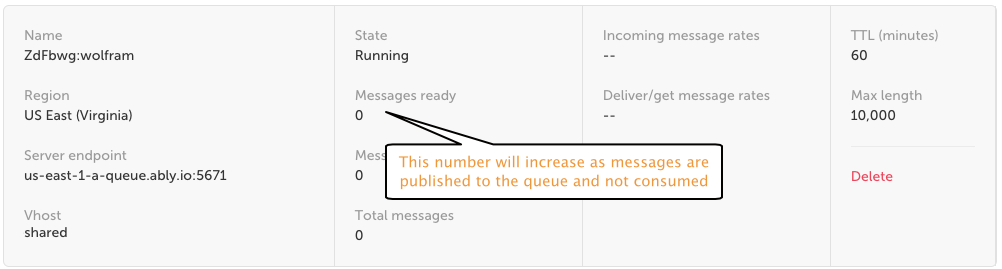 Name
ZdFbwg:wolfram
Region
US East (Virginia)
Server endpoint
us-east-1-a-queue.ably.io:5671
Vhost
shared
State
Running
Messages ready
0
Mes
0
Total messages
0
This number will increase as messages are
published to the queue and not consumed
Incoming message rates
--
Deliver/get message rates
--
TTL (minutes)
60
Max length
10,000
Delete